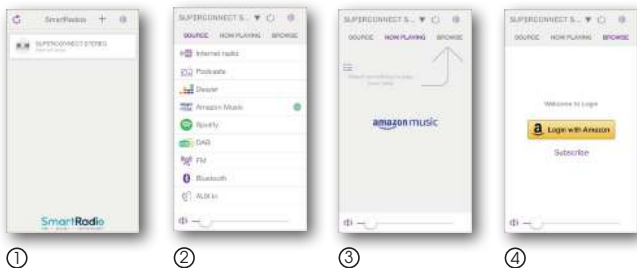 SmartRadios +
SUPERCONNECT STEREO
SmartRadio
①
SUPERCONNECT S... ▼
SOURCE NOW PLAYING BROWSE
Internet radio
Podcasts
Deezer
Amazon Music
Spotify
DAB
FM
Bluetooth
AUX in
②
SUPERCONNECT S... ▼
SOURCE NOW PLAYING BROWSE
amazon music
③
SUPERCONNECT S... ▼
SOURCE NOW PLAYING BROWSE
Welcome to Login
a Login with Amazon
Subscribe
④